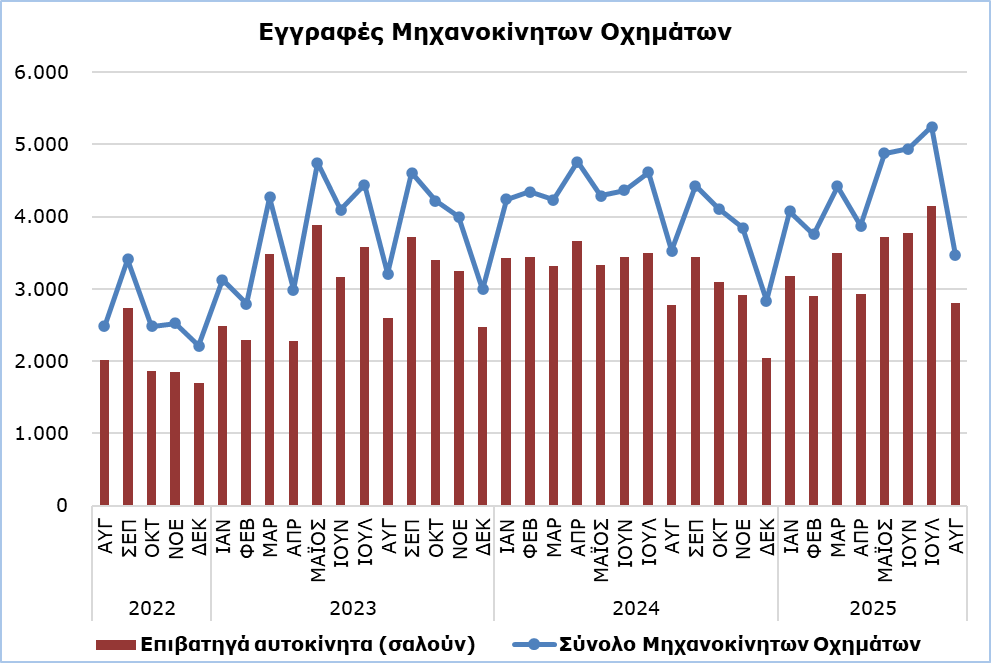 Εγγραφές Μηχανοκίνητων Οχημάτων
6.000
5.000
4.000
3.000
2.000
1.000
0
ΑΥΓ ΣΕΠ ΟΚΤ ΝΟΕ ΔΕΚ ΙΑΝ ΦΕΒ ΜΑΡ ΑΠΡ ΜΑΪΟΣ ΙΟΥΝ ΙΟΥΛ ΑΥΓ ΣΕΠ ΟΚΤ ΝΟΕ ΔΕΚ ΙΑΝ ΦΕΒ ΜΑΡ ΑΠΡ ΜΑΪΟΣ ΙΟΥΝ ΙΟΥΛ ΑΥΓ ΣΕΠ ΟΚΤ ΝΟΕ ΔΕΚ ΙΑΝ ΦΕΒ ΜΑΡ ΑΠΡ ΜΑΪΟΣ ΙΟΥΝ ΙΟΥΛ ΑΥΓ
2022 2023 2024 2025
Επιβατηγά αυτοκίνητα (σαλούν) Σύνολο Μηχανοκίνητων Οχημάτων